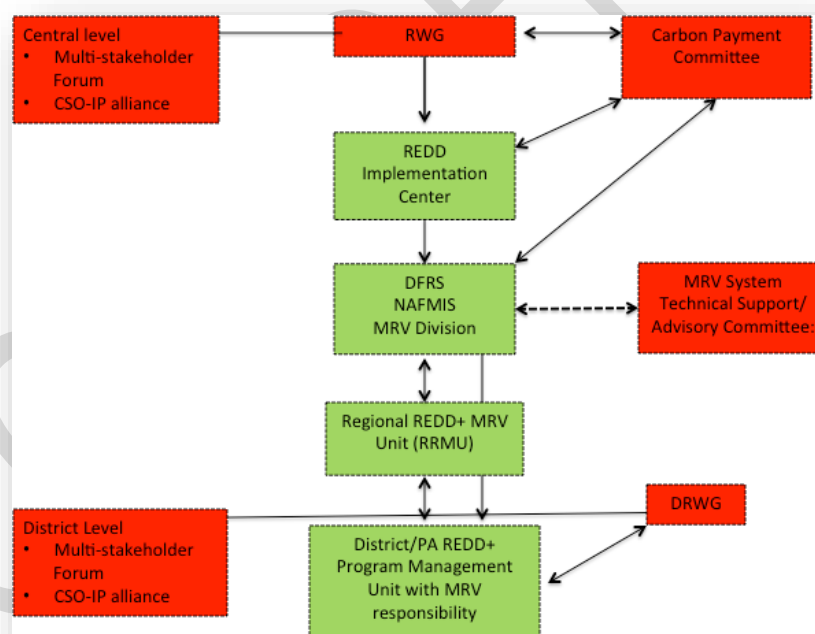 Central level
• Multi-stakeholder
Forum
• CSO-IP alliance
RWG
Carbon Payment
Committee
REDD
Implementation
Center
DFRS
NAFMIS
MRV Division
MRV System
Technical Support/
Advisory Committee:
Regional REDD+ MRV
Unit (RRMU)
District Level
• Multi-stakeholder
Forum
• CSO-IP alliance
DRWG
District/PA REDD+
Program Management
Unit with MRV
responsibility